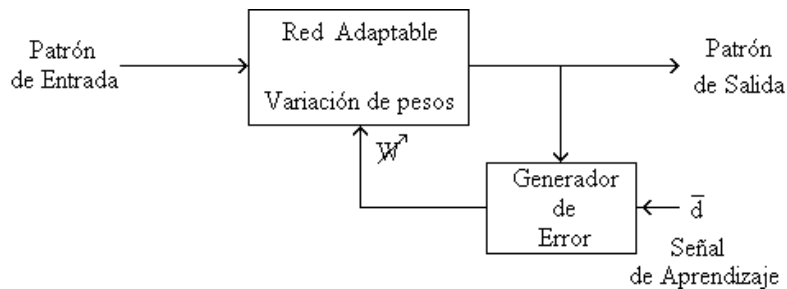 Patrón
de Entrada
Red Adaptable
Variación de pesos
Patrón
de Salida
W
Generador
de
Error
d̅
Señal
de Aprendizaje